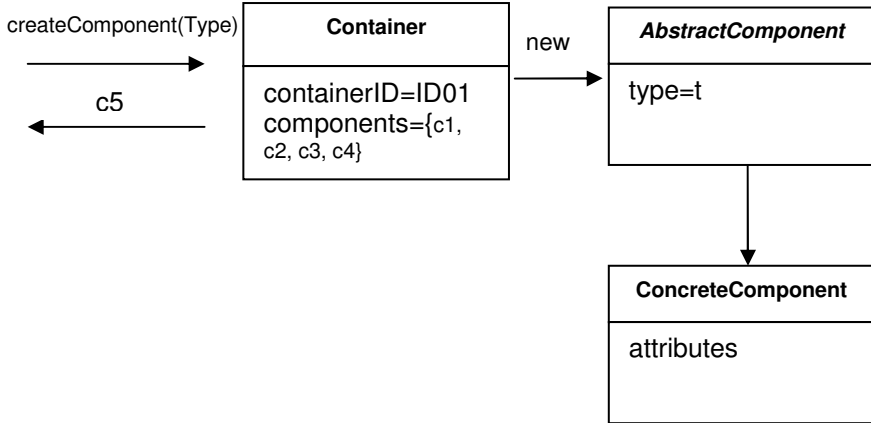 createComponent(Type)
c5
Container
containerID=ID01
components={c1,
c2, c3, c4}
new
AbstractComponent
type=t
ConcreteComponent
attributes